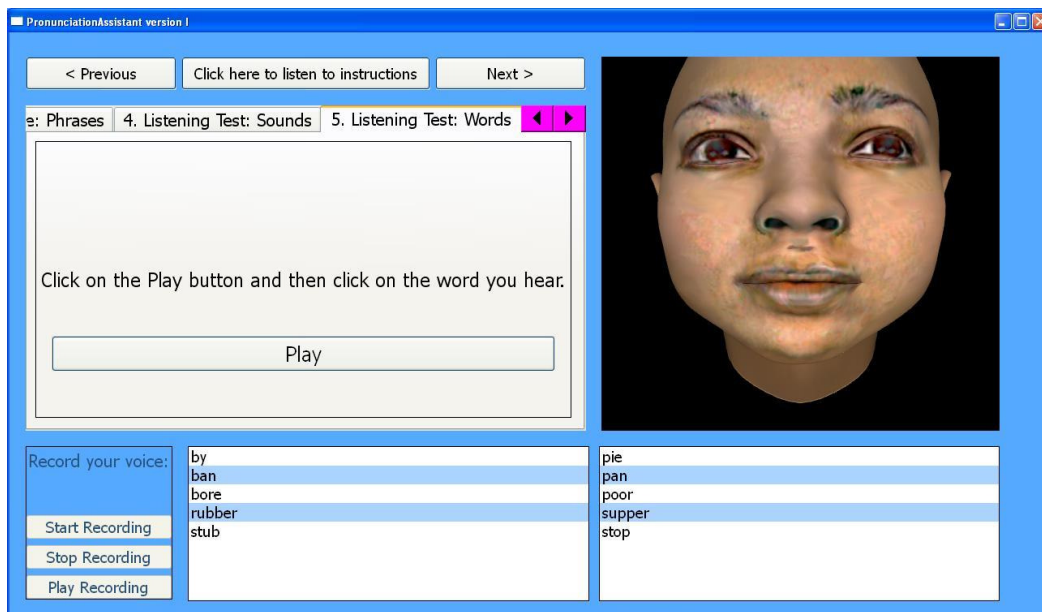 PronunciationAssistant version I
< Previous
Click here to listen to instructions
Next >
e: Phrases
4. Listening Test: Sounds
5. Listening Test: Words
Click on the Play button and then click on the word you hear.
Play
Record your voice:
Start Recording
Stop Recording
Play Recording
by
ban
bore
rubber
stub
pie
pan
poor
supper
stop